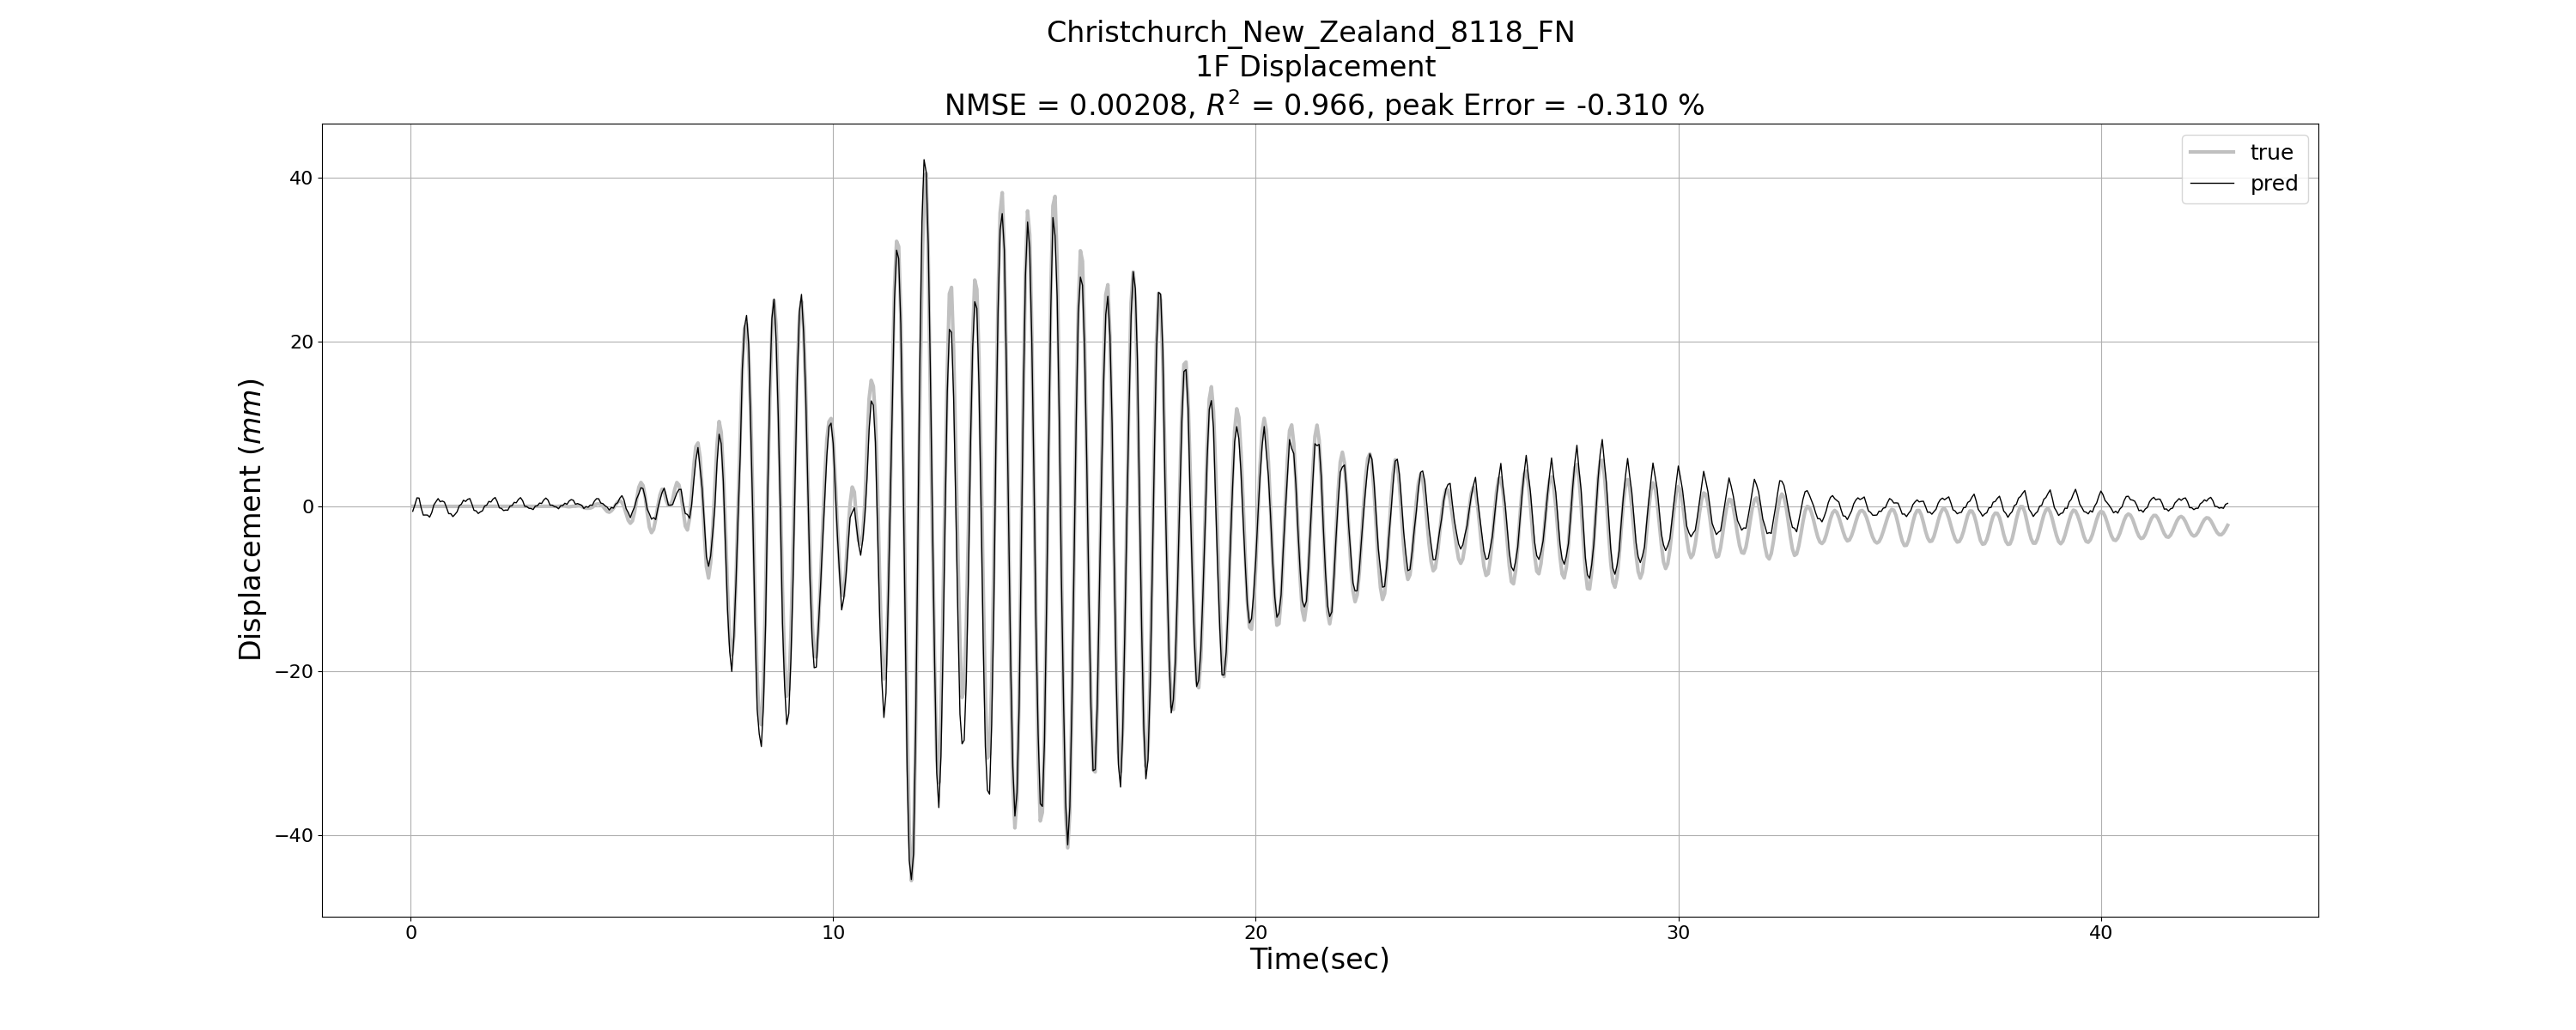 Christchurch_New_Zealand_8118_FN
1F Displacement
NMSE = 0.00208, R² = 0.966, peak Error = -0.310 %
true
pred
Displacement (mm)
40
20
0
−20
−40
0
10
20
30
40
Time(sec)